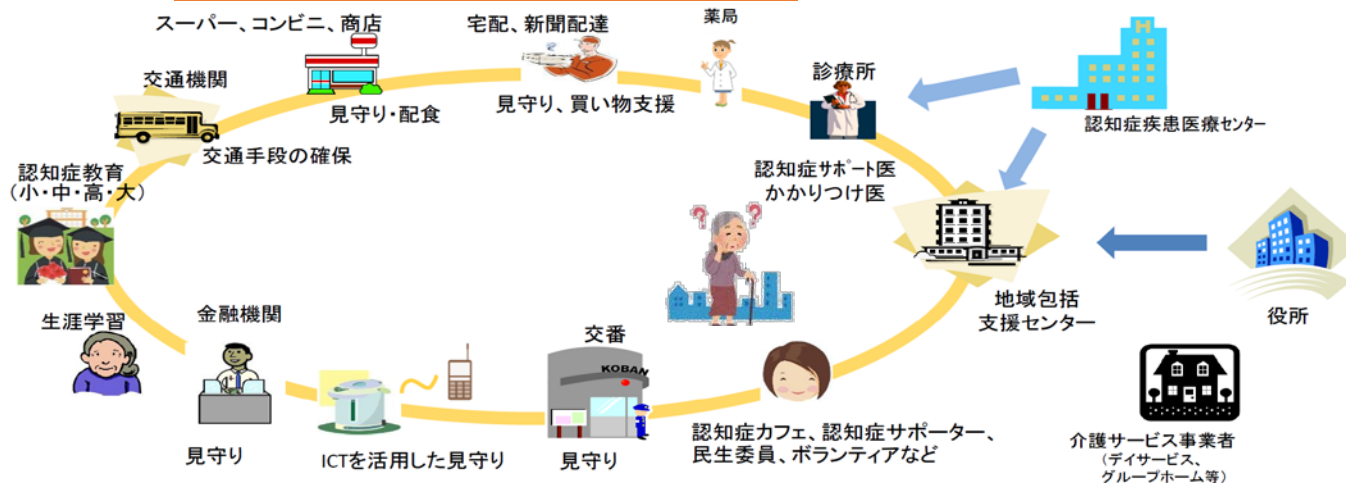 スーパー、コンビニ、商店
宅配、新聞配達
薬局
交通機関
診療所
見守り・配食
見守り、買い物支援
認知症疾患医療センター
交通手段の確保
認知症教育
(小・中・高・大)
認知症サポート医
かかりつけ医
地域包括
支援センター
役所
生涯学習
金融機関
交番
KOBAN
認知症カフェ、認知症サポーター、
民生委員、ボランティアなど
見守り
ICTを活用した見守り
見守り
介護サービス事業者
(デイサービス、
グループホーム等)